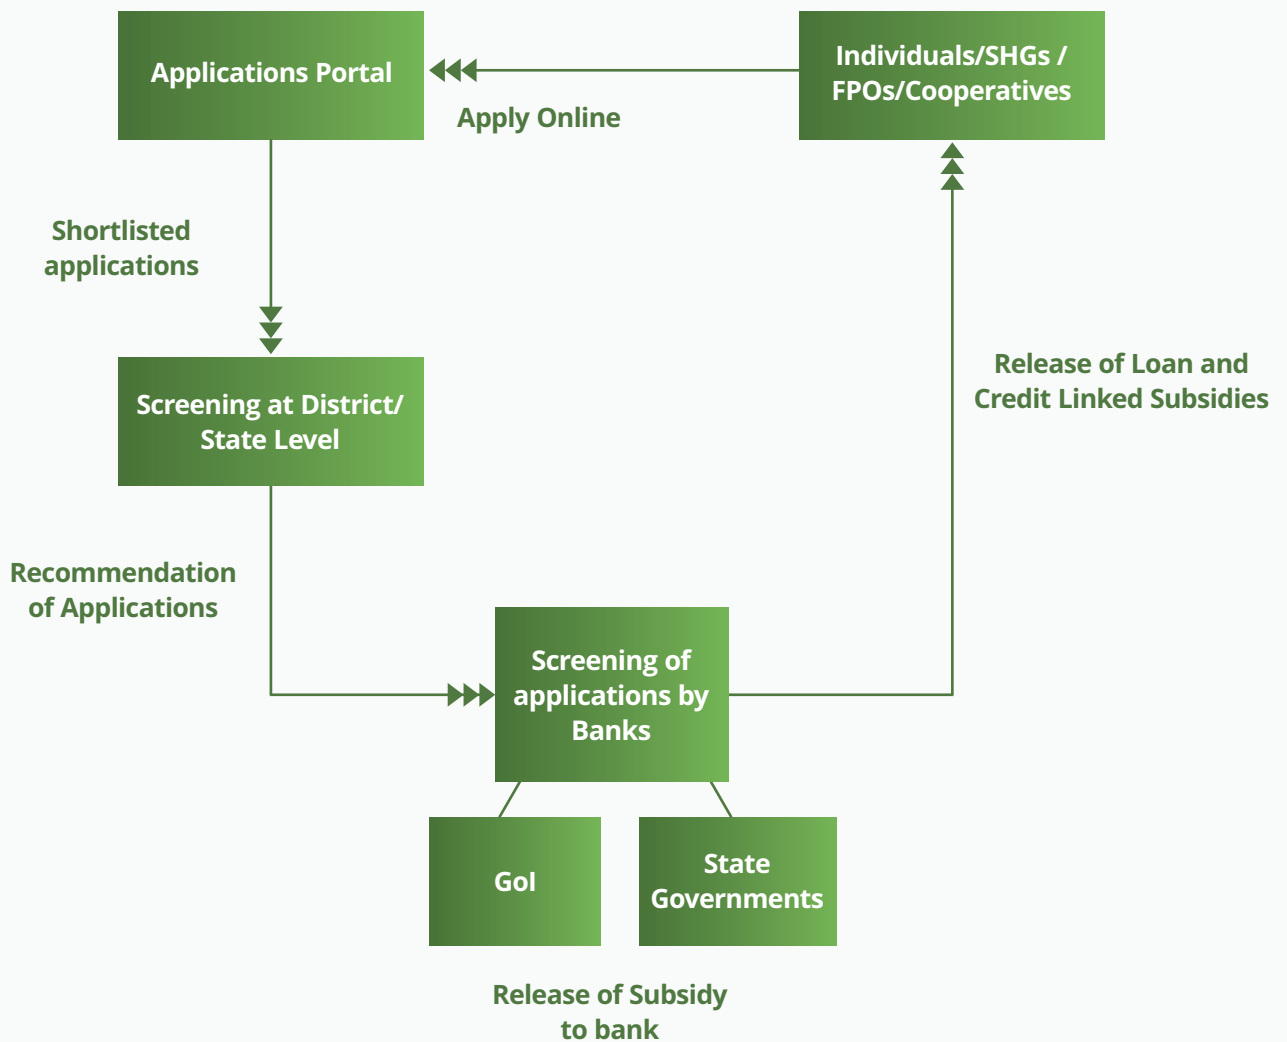 Applications Portal
Individuals/SHGs /
FPOs/Cooperatives
Apply Online
Shortlisted
applications
Screening at District/
State Level
Release of Loan and
Credit Linked Subsidies
Recommendation
of Applications
Screening of
applications by
Banks
GoI
State
Governments
Release of Subsidy
to bank